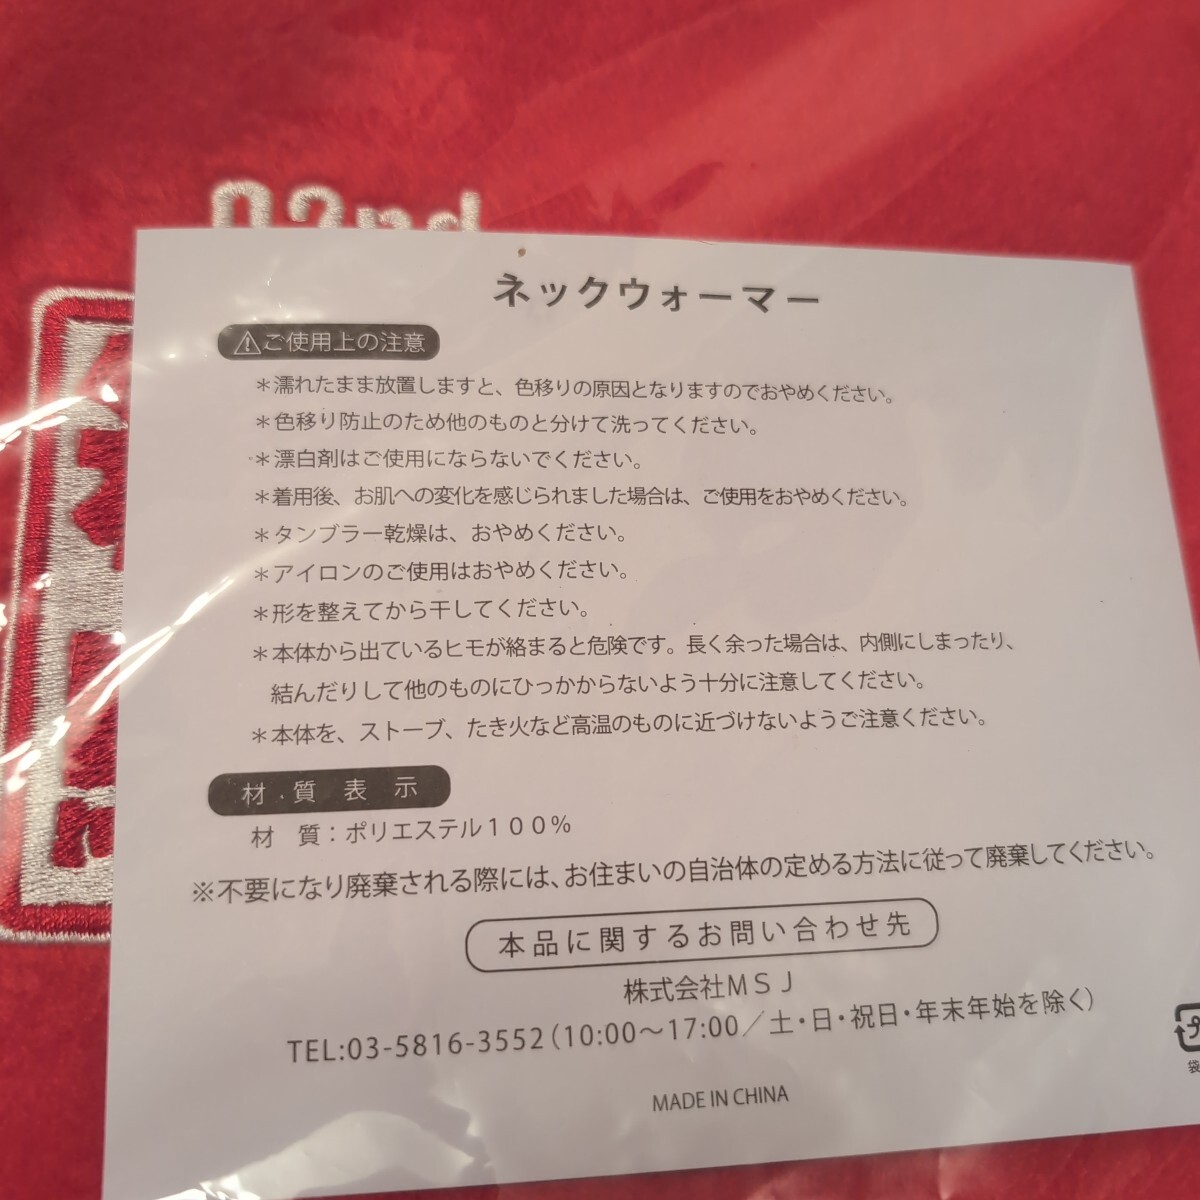 ネックウォーマー
⚠ご使用上の注意
＊濡れたまま放置しますと、色移りの原因となりますのでおやめください。
＊色移り防止のため他のものと分けて洗ってください。
＊漂白剤はご使用にならないでください。
＊着用後、お肌への変化を感じられました場合は、ご使用をおやめください。
＊タンブラー乾燥は、おやめください。
＊アイロンのご使用はおやめください。
＊形を整えてから干してください。
＊本体から出ているヒモが絡まると危険です。長く余った場合は、内側にしまったり、
結んだりして他のものにひっかからないよう十分に注意してください。
＊本体を、ストーブ、たき火など高温のものに近づけないようご注意ください。
材質表示
材　質：ポリエステル１００％
※不要になり廃棄される際には、お住まいの自治体の定める方法に従って廃棄してください。
本品に関するお問い合わせ先
株式会社ＭＳＪ
TEL:03-5816-3552（10:00～17:00／土・日・祝日・年末年始を除く）
MADE IN CHINA
袋